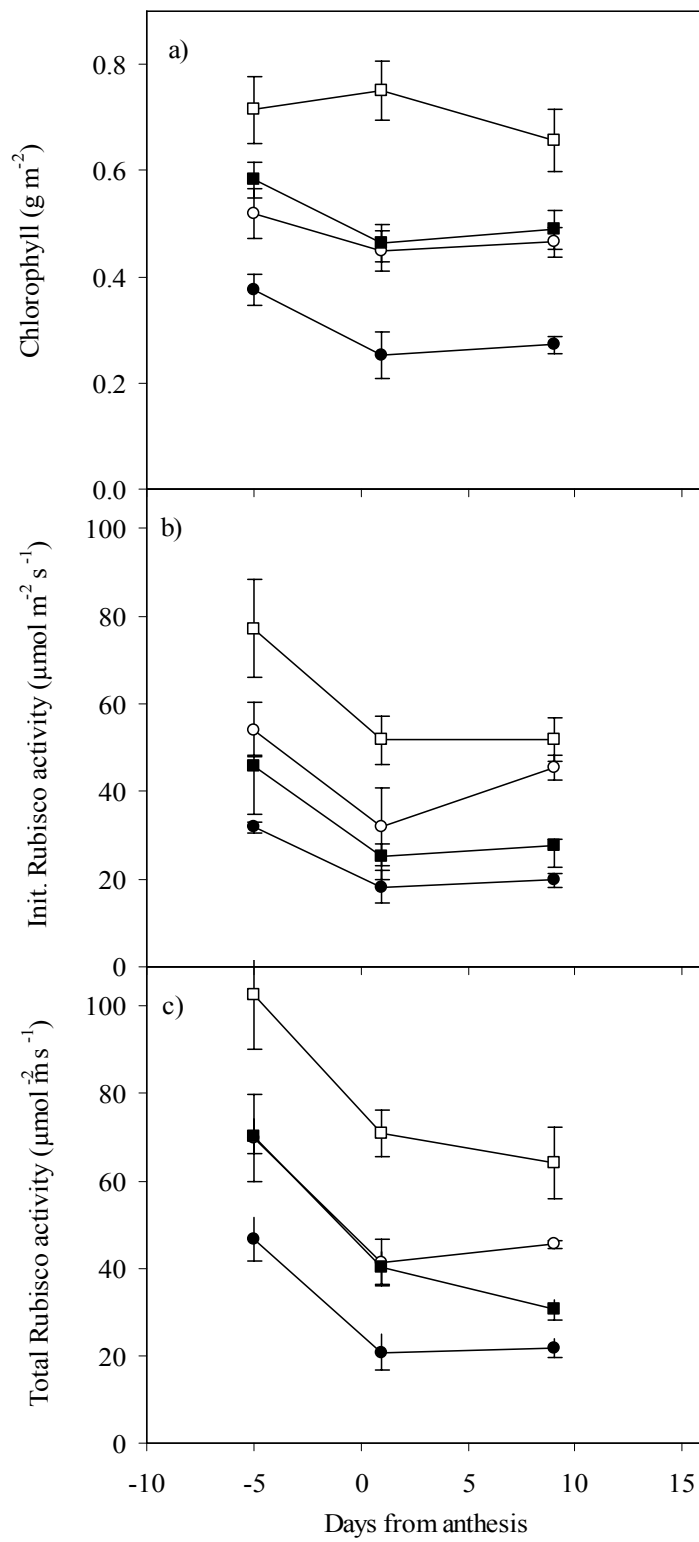 a)
0.8
0.6
0.4
0.2
0.0
Chlorophyll (g m⁻²)
b)
100
80
60
40
20
0
Init. Rubisco activity (µmol m⁻² s⁻¹)
c)
100
80
60
40
20
0
Total Rubisco activity (µmol m⁻² s⁻¹)
-10 -5 0 5 10 15
Days from anthesis